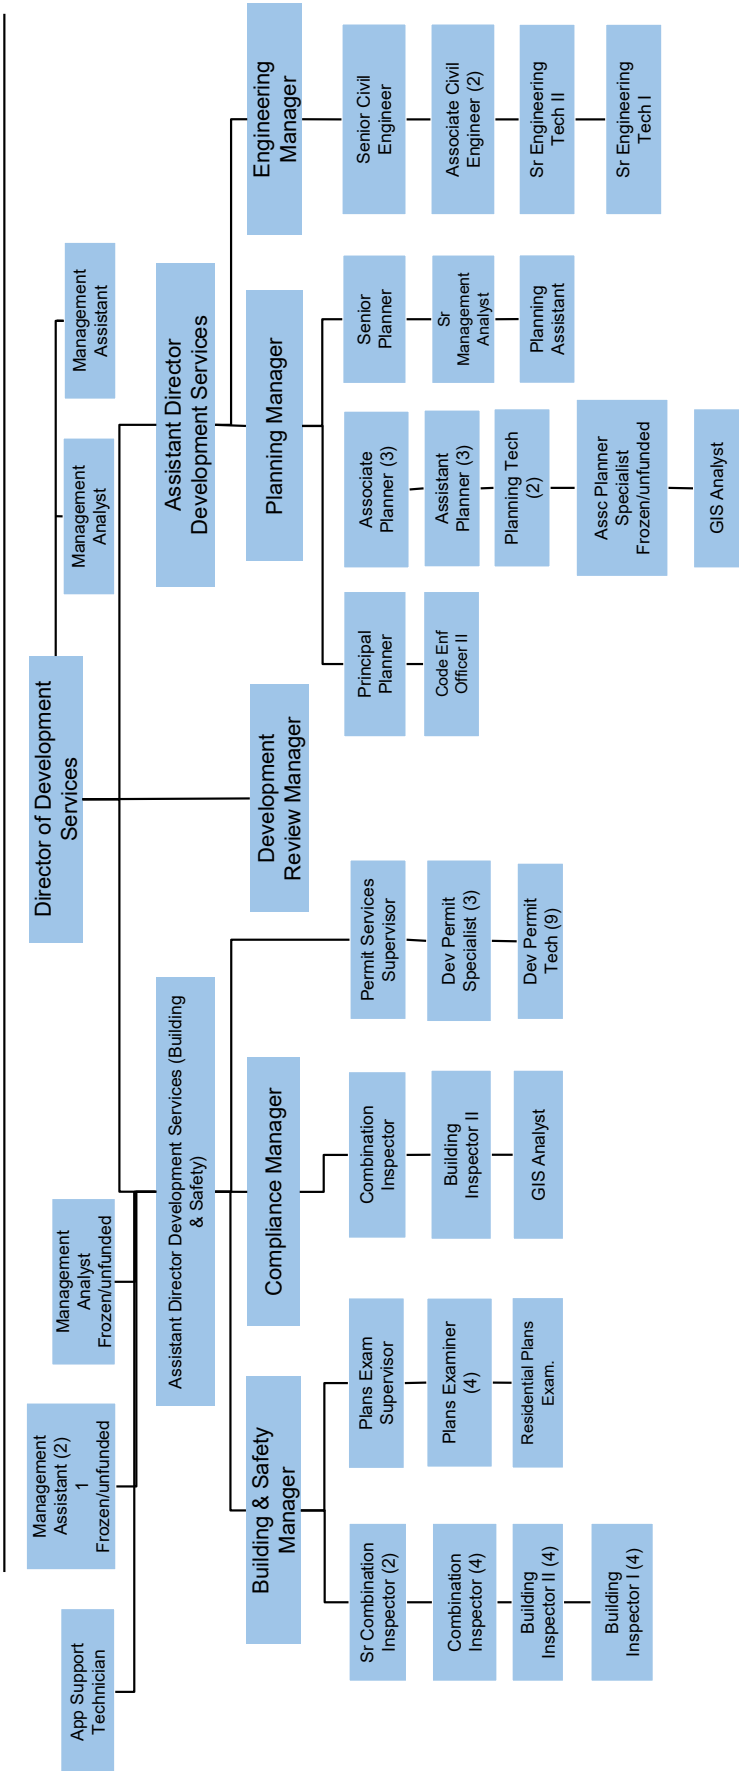 Director of Development
Services
Management
Analyst
Management
Assistant
App Support
Technician
Management
Assistant (2)
1
Frozen/unfunded
Management
Analyst
Frozen/unfunded
Assistant Director Development Services (Building
& Safety)
Assistant Director
Development Services
Building & Safety
Manager
Compliance Manager
Development
Review Manager
Planning Manager
Engineering
Manager
Sr Combination
Inspector (2)
Combination
Inspector (4)
Building
Inspector II (4)
Building
Inspector I (4)
Plans Exam
Supervisor
Plans Examiner
(4)
Residential Plans
Exam.
Combination
Inspector
Building
Inspector II
GIS Analyst
Permit Services
Supervisor
Dev Permit
Specialist (3)
Dev Permit
Tech (9)
Principal
Planner
Code Enf
Officer II
Associate
Planner (3)
Assistant
Planner (3)
Planning Tech
(2)
Assc Planner
Specialist
Frozen/unfunded
GIS Analyst
Senior
Planner
Sr
Management
Analyst
Planning
Assistant
Senior Civil
Engineer
Associate Civil
Engineer (2)
Sr Engineering
Tech II
Sr Engineering
Tech I